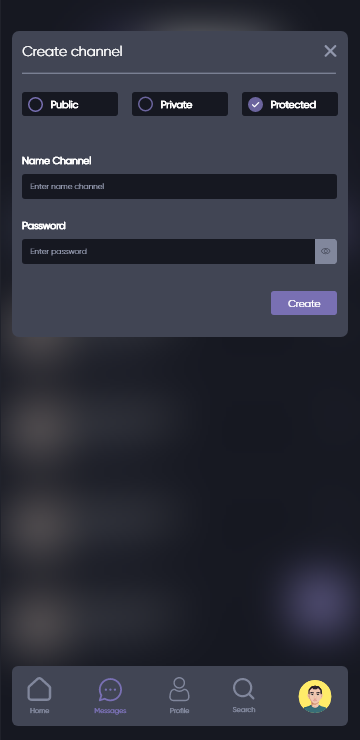 Create channel
Public
Private
Protected
Name Channel
Enter name channel
Password
Enter password
Create
Home
Messages
Profile
Search